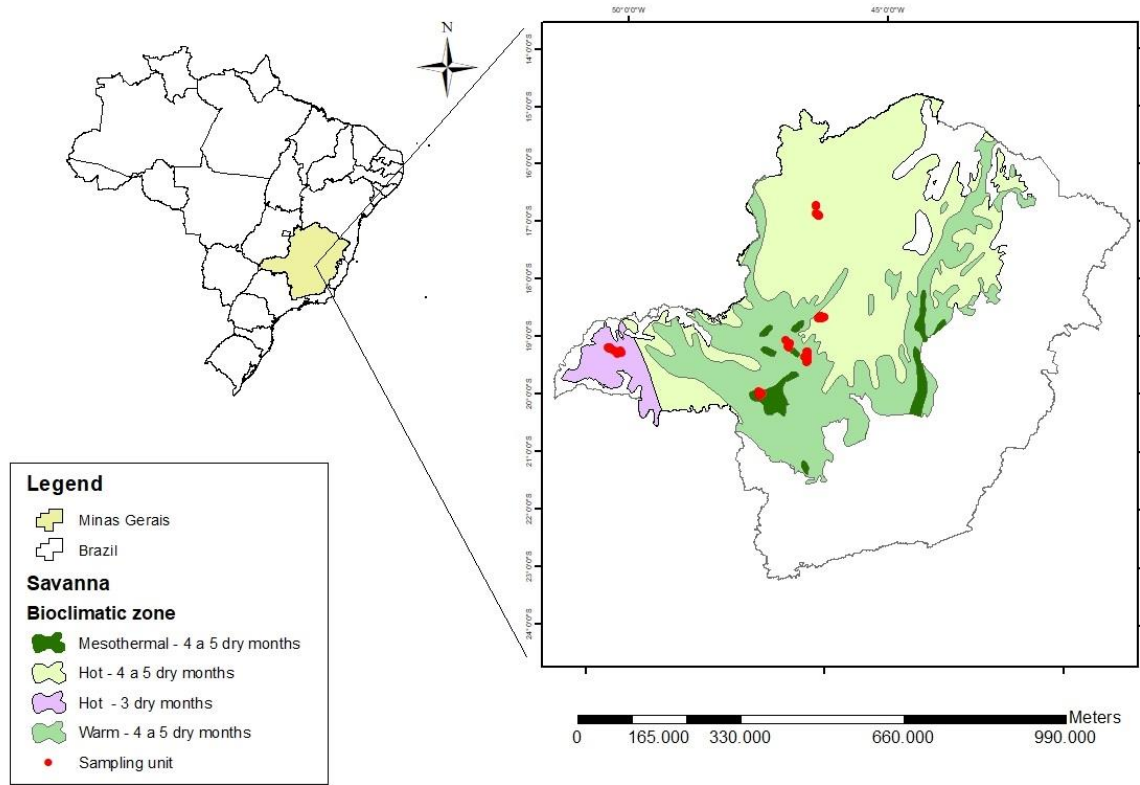 50°0'0"W 45°0'0"W
N
14°0'0"S
15°0'0"S
16°0'0"S
17°0'0"S
18°0'0"S
19°0'0"S
20°0'0"S
21°0'0"S
22°0'0"S
23°0'0"S
24°0'0"S
Legend
Minas Gerais
Brazil
Savanna
Bioclimatic zone
Mesothermal - 4 a 5 dry months
Hot - 4 a 5 dry months
Hot - 3 dry months
Warm - 4 a 5 dry months
Sampling unit
Meters
0 165.000 330.000 660.000 990.000